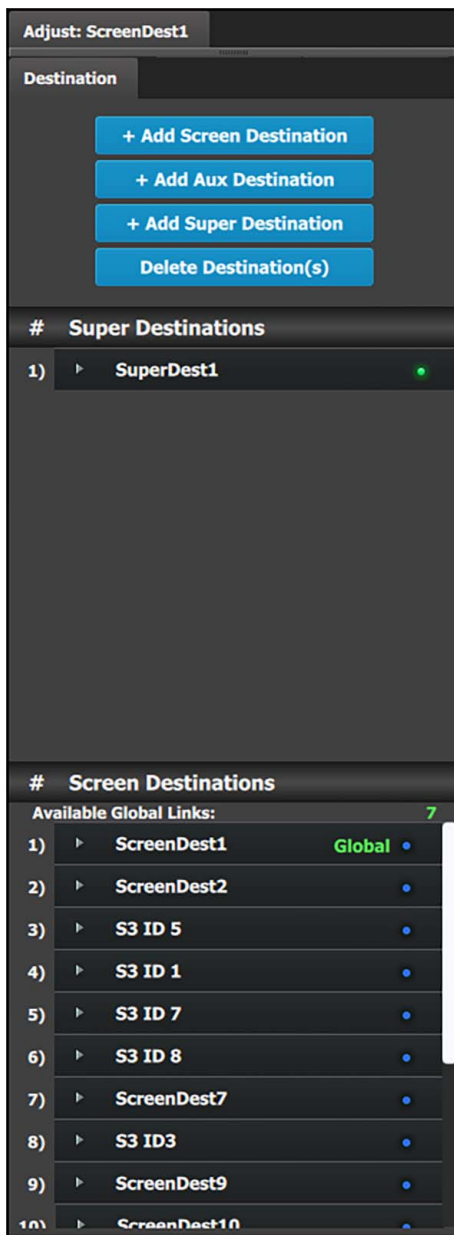 Adjust: ScreenDest1
Destination
+ Add Screen Destination
+ Add Aux Destination
+ Add Super Destination
Delete Destination(s)
# Super Destinations
1) SuperDest1
# Screen Destinations
Available Global Links: 7
1) ScreenDest1 Global
2) ScreenDest2
3) S3 ID 5
4) S3 ID 1
5) S3 ID 7
6) S3 ID 8
7) ScreenDest7
8) S3 ID3
9) ScreenDest9
10) ScreenDest10